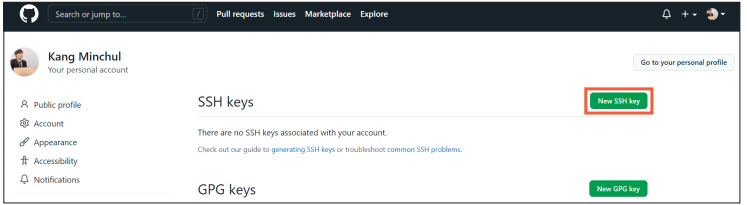 Search or jump to... /
Pull requests Issues Marketplace Explore
Kang Minchul
Your personal account
Go to your personal profile
Public profile
Account
Appearance
Accessibility
Notifications
SSH keys
New SSH key
There are no SSH keys associated with your account.
Check out our guide to generating SSH keys or troubleshoot common SSH problems.
GPG keys
New GPG key